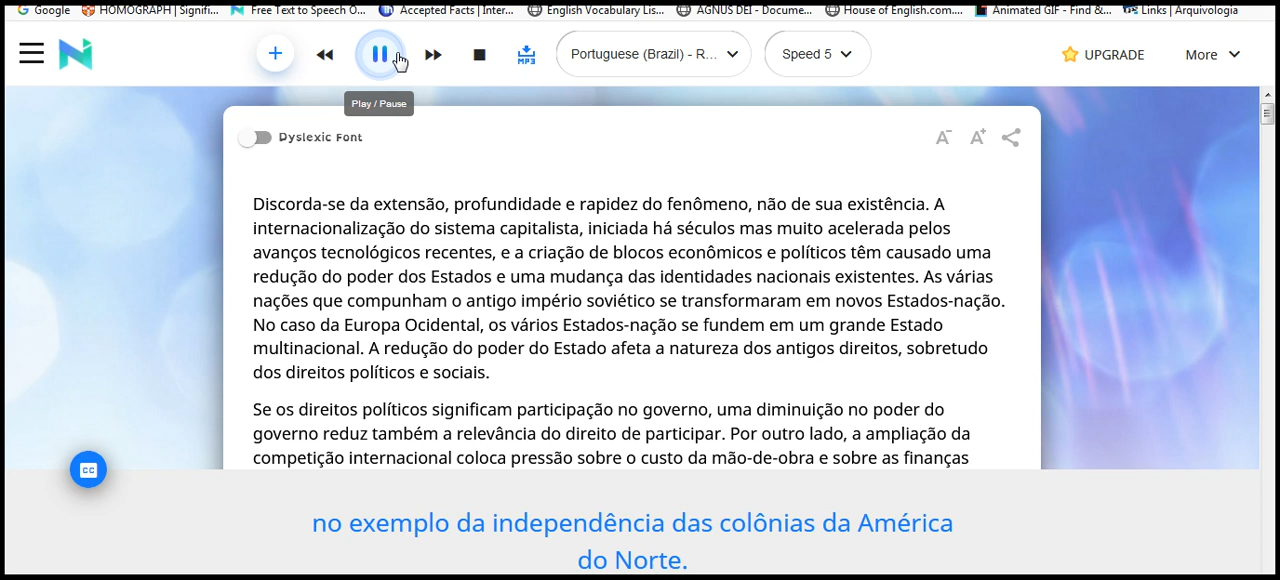 Google HOMOGRAPH | Signifi... Free Text to Speech O... Accepted Facts | Inter... English Vocabulary Lis... AGNUS DEI - Docume... House of English.com.... Animated GIF - Find &... Links | Arquivologia
MP3 Portuguese (Brazil) - R... Speed 5 UPGRADE More
Play / Pause
Dyslexic Font A- A+
Discorda-se da extensão, profundidade e rapidez do fenômeno, não de sua existência. A
internacionalização do sistema capitalista, iniciada há séculos mas muito acelerada pelos
avanços tecnológicos recentes, e a criação de blocos econômicos e políticos têm causado uma
redução do poder dos Estados e uma mudança das identidades nacionais existentes. As várias
nações que compunham o antigo império soviético se transformaram em novos Estados-nação.
No caso da Europa Ocidental, os vários Estados-nação se fundem em um grande Estado
multinacional. A redução do poder do Estado afeta a natureza dos antigos direitos, sobretudo
dos direitos políticos e sociais.
Se os direitos políticos significam participação no governo, uma diminuição no poder do
governo reduz também a relevância do direito de participar. Por outro lado, a ampliação da
competição internacional coloca pressão sobre o custo da mão-de-obra e sobre as finanças
CC
no exemplo da independência das colônias da América
do Norte.